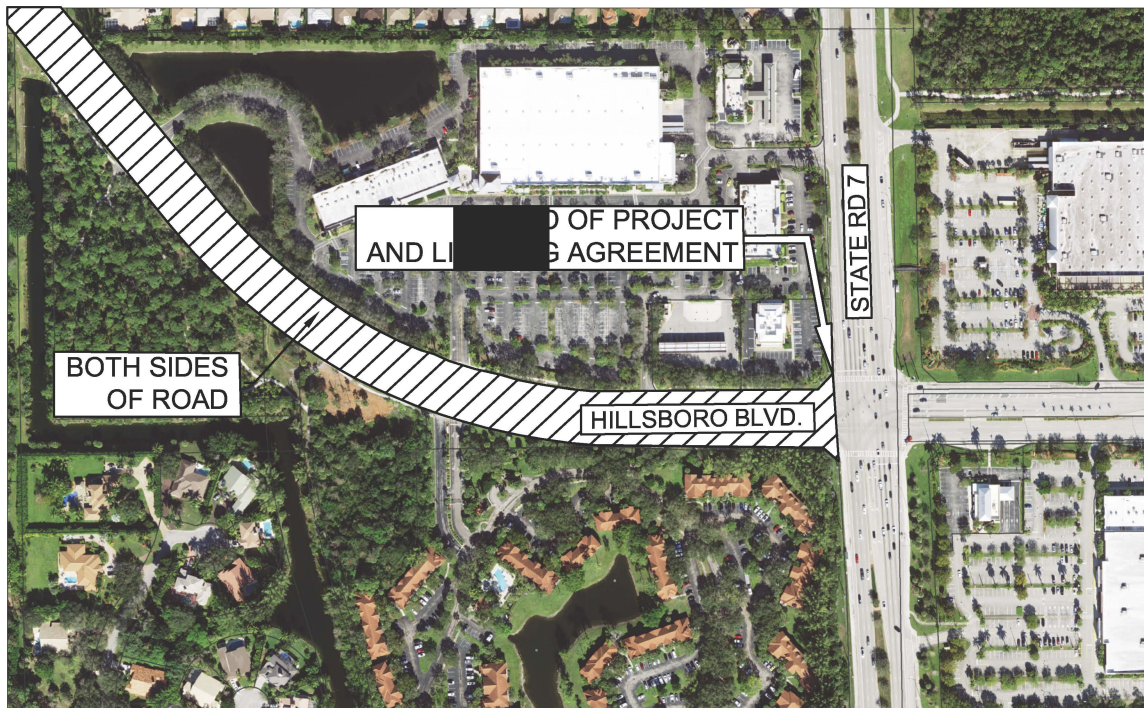 OF PROJECT
AND AGREEMENT
STATE RD 7
BOTH SIDES
OF ROAD
HILLSBORO BLVD.